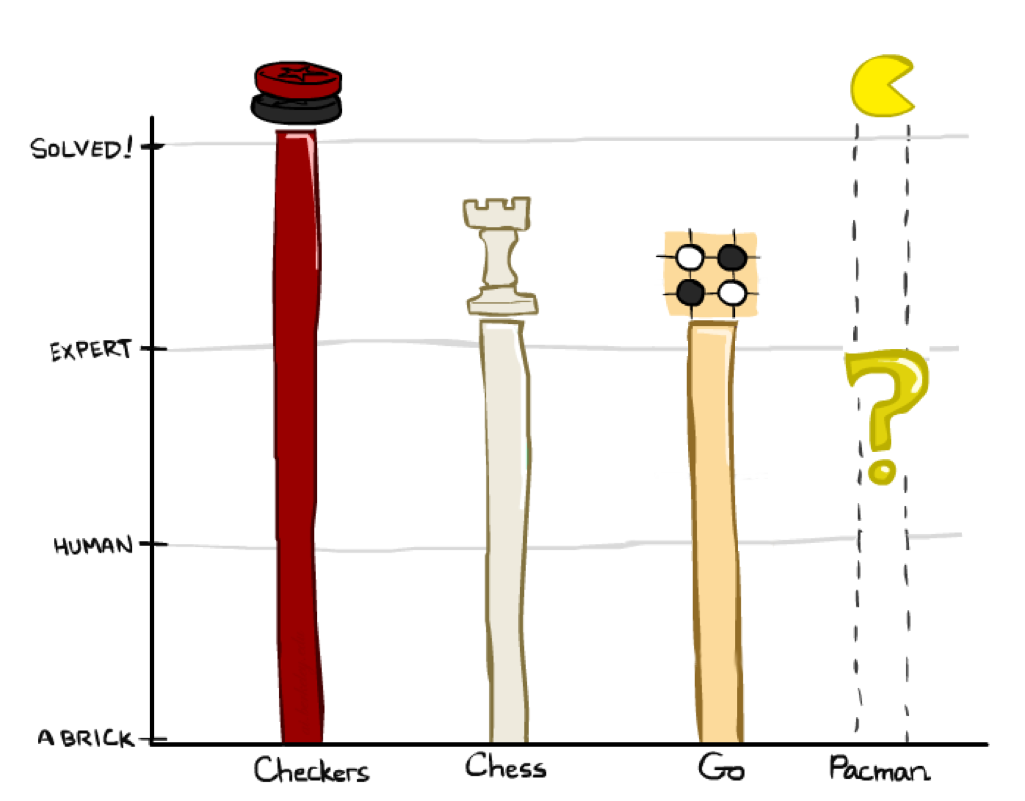 SOLVED!
EXPERT
HUMAN
A BRICK
?
Checkers
Chess
Go
Pacman